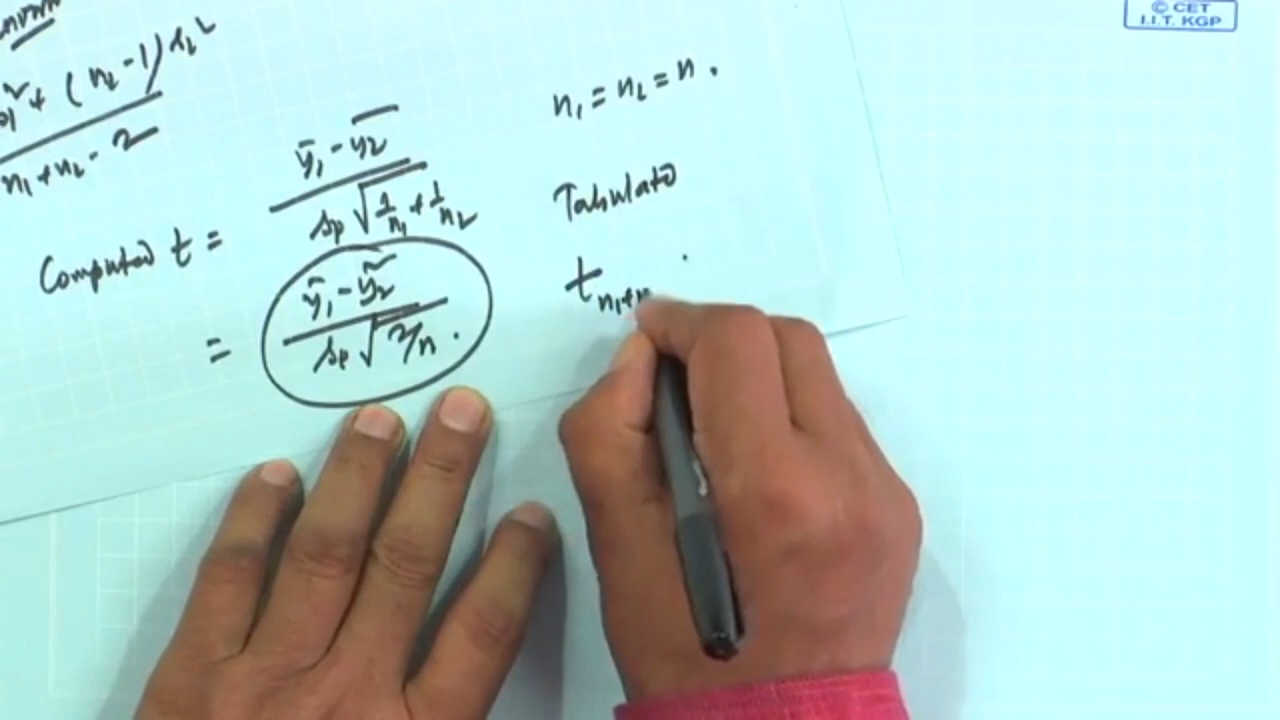 © CET
I.I.T. KGP
+ (n₂-1) s₂²
n₁+n₂-2
n₁ = n₂ = n .
Computed t = ȳ₁-ȳ₂ / sp √ 1/n₁ + 1/n₂
Tabulate
= ȳ₁-ȳ₂ / sp √ 2/n .
t n₁+n